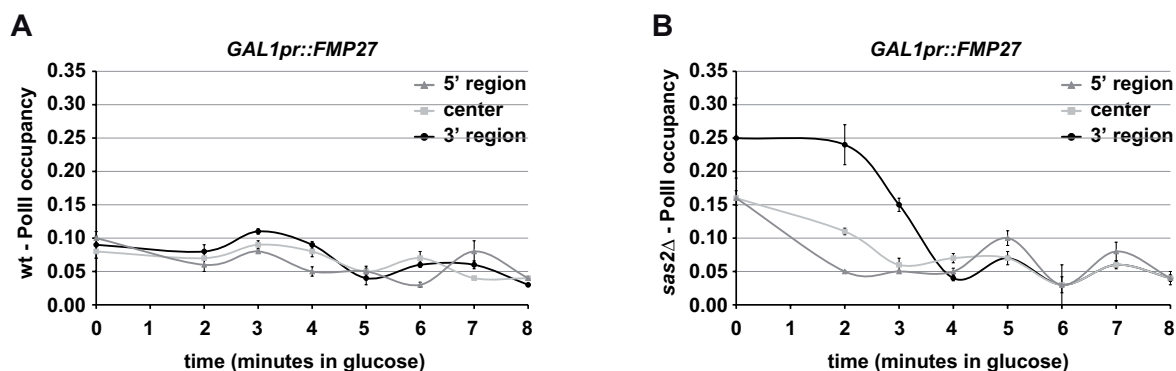 A
GAL1pr::FMP27
wt - PolII occupancy
0.35
0.30
0.25
0.20
0.15
0.10
0.05
0.00
5' region
center
3' region
0 1 2 3 4 5 6 7 8
time (minutes in glucose)
B
GAL1pr::FMP27
sas2Δ - PolII occupancy
0.35
0.30
0.25
0.20
0.15
0.10
0.05
0.00
5' region
center
3' region
0 1 2 3 4 5 6 7 8
time (minutes in glucose)